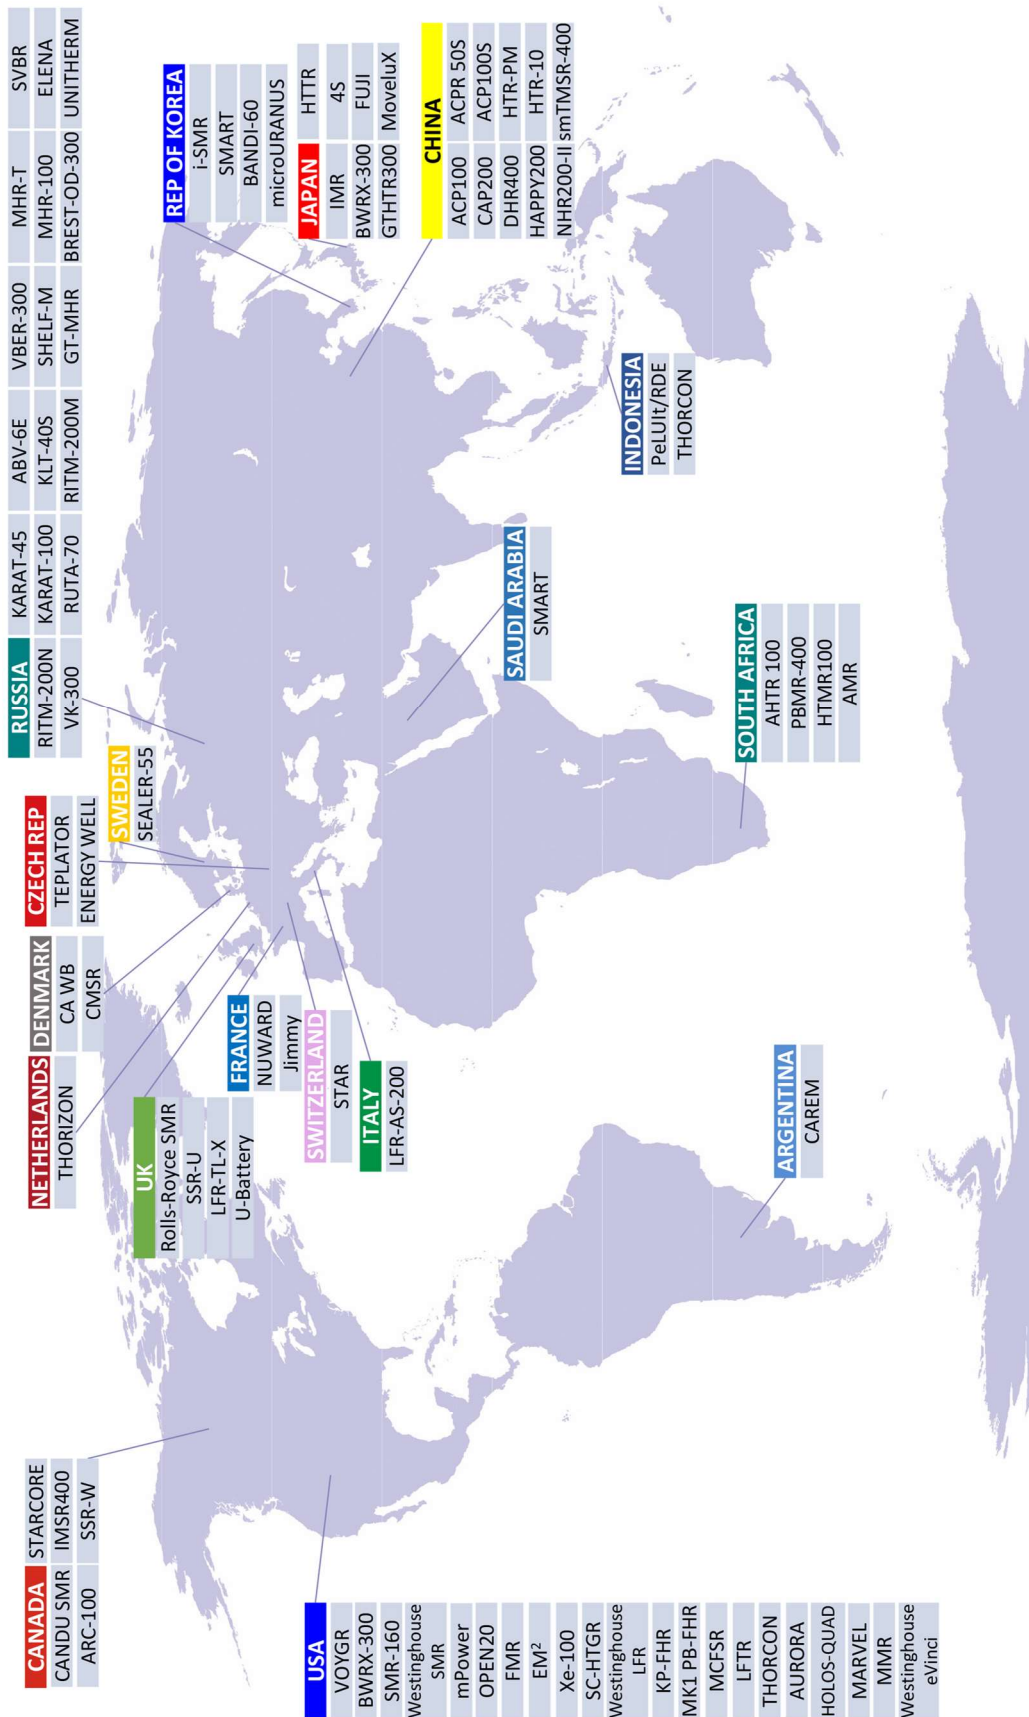 CANADA STARCORE
CANDU SMR IMSR400
ARC-100 SSR-W
USA
VOYGR
BWRX-300
SMR-160
Westinghouse
SMR
mPower
OPEN20
FMR
EM²
Xe-100
SC-HTGR
Westinghouse
LFR
KP-FHR
MK1 PB-FHR
MCFSR
LFTR
THORCON
AURORA
HOLOS-QUAD
MARVEL
MMR
Westinghouse
eVinci
NETHERLANDS
THORIZON
DENMARK
CA WB
CMSR
UK
Rolls-Royce SMR
SSR-U
LFR-TL-X
U-Battery
FRANCE
NUWARD
Jimmy
SWITZERLAND
STAR
ITALY
LFR-AS-200
ARGENTINA
CAREM
CZECH REP
TEPLATOR
ENERGY WELL
SWEDEN
SEALER-55
RUSSIA KARAT-45 ABV-6E VBER-300 MHR-T SVBR
RITM-200N KARAT-100 KLT-40S SHELF-M MHR-100 ELENA
VK-300 RUTA-70 RITM-200M GT-MHR BREST-OD-300 UNITHERM
SAUDI ARABIA
SMART
SOUTH AFRICA
AHTR 100
PBMR-400
HTMR100
AMR
INDONESIA
PeLUIt/RDE
THORCON
REP OF KOREA
i-SMR
SMART
BANDI-60
microURANUS
JAPAN HTTR
IMR 4S
BWRX-300 FUJI
GTHTR300 MoveluX
CHINA
ACP100 ACPR 50S
CAP200 ACP100S
DHR400 HTR-PM
HAPPY200 HTR-10
NHR200-II smTMSR-400